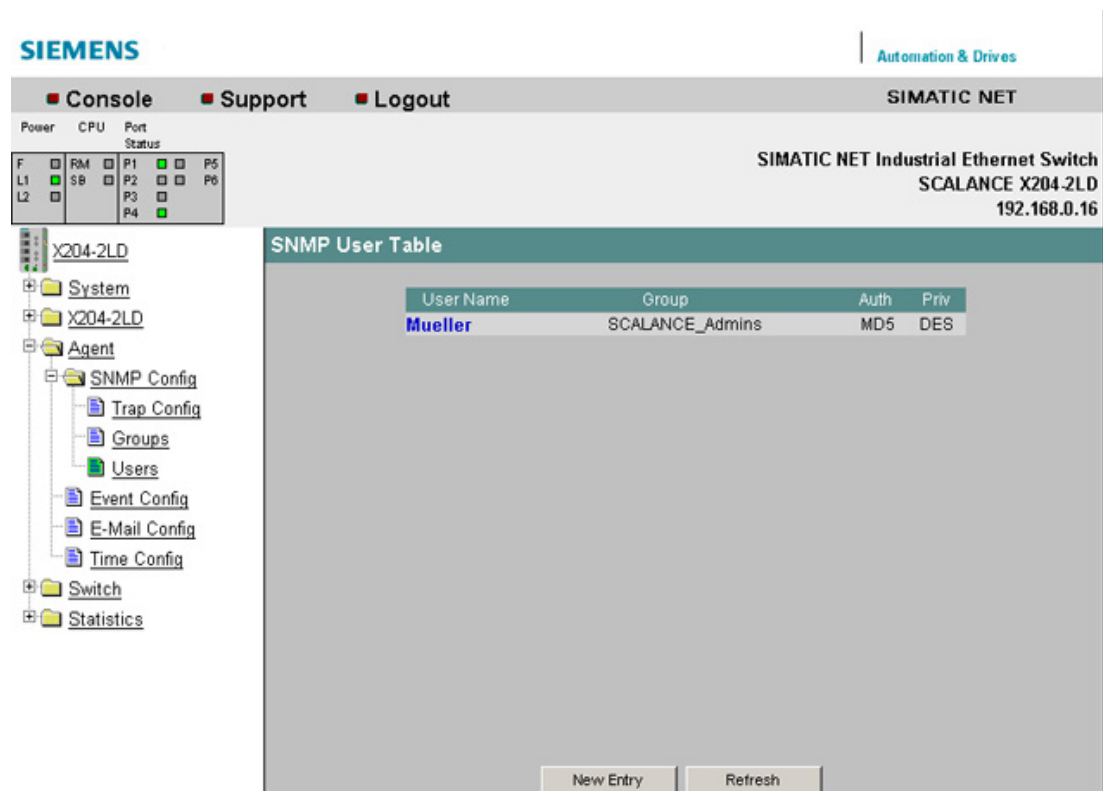 SIEMENS
Automation & Drives
Console Support Logout SIMATIC NET
Power CPU Port Status
F RM P1 P5
L1 SB P2 P6
L2 P3
P4
SIMATIC NET Industrial Ethernet Switch
SCALANCE X204-2LD
192.168.0.16
X204-2LD
System
X204-2LD
Agent
SNMP Config
Trap Config
Groups
Users
Event Config
E-Mail Config
Time Config
Switch
Statistics
SNMP User Table
User Name Group Auth Priv
Mueller SCALANCE_Admins MD5 DES
New Entry Refresh